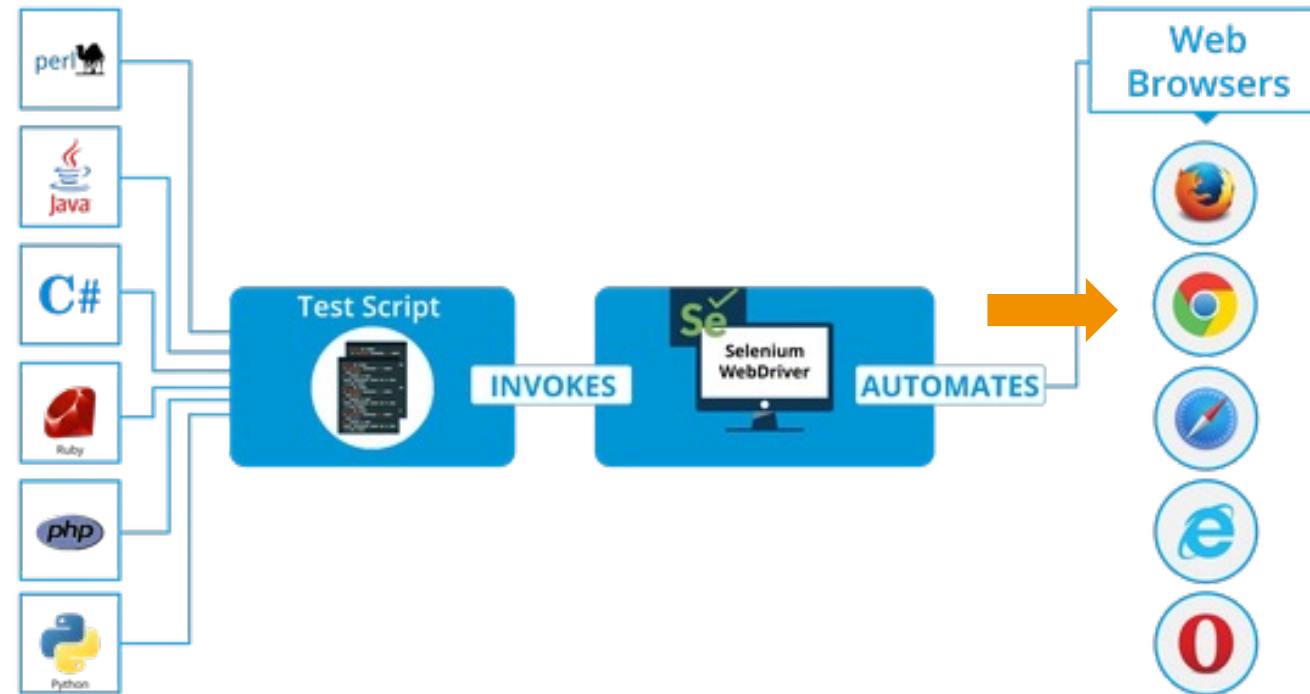 perl
Java
C#
Ruby
php
Python
Test Script
INVOKES
Se
Selenium
WebDriver
AUTOMATES
Web
Browsers